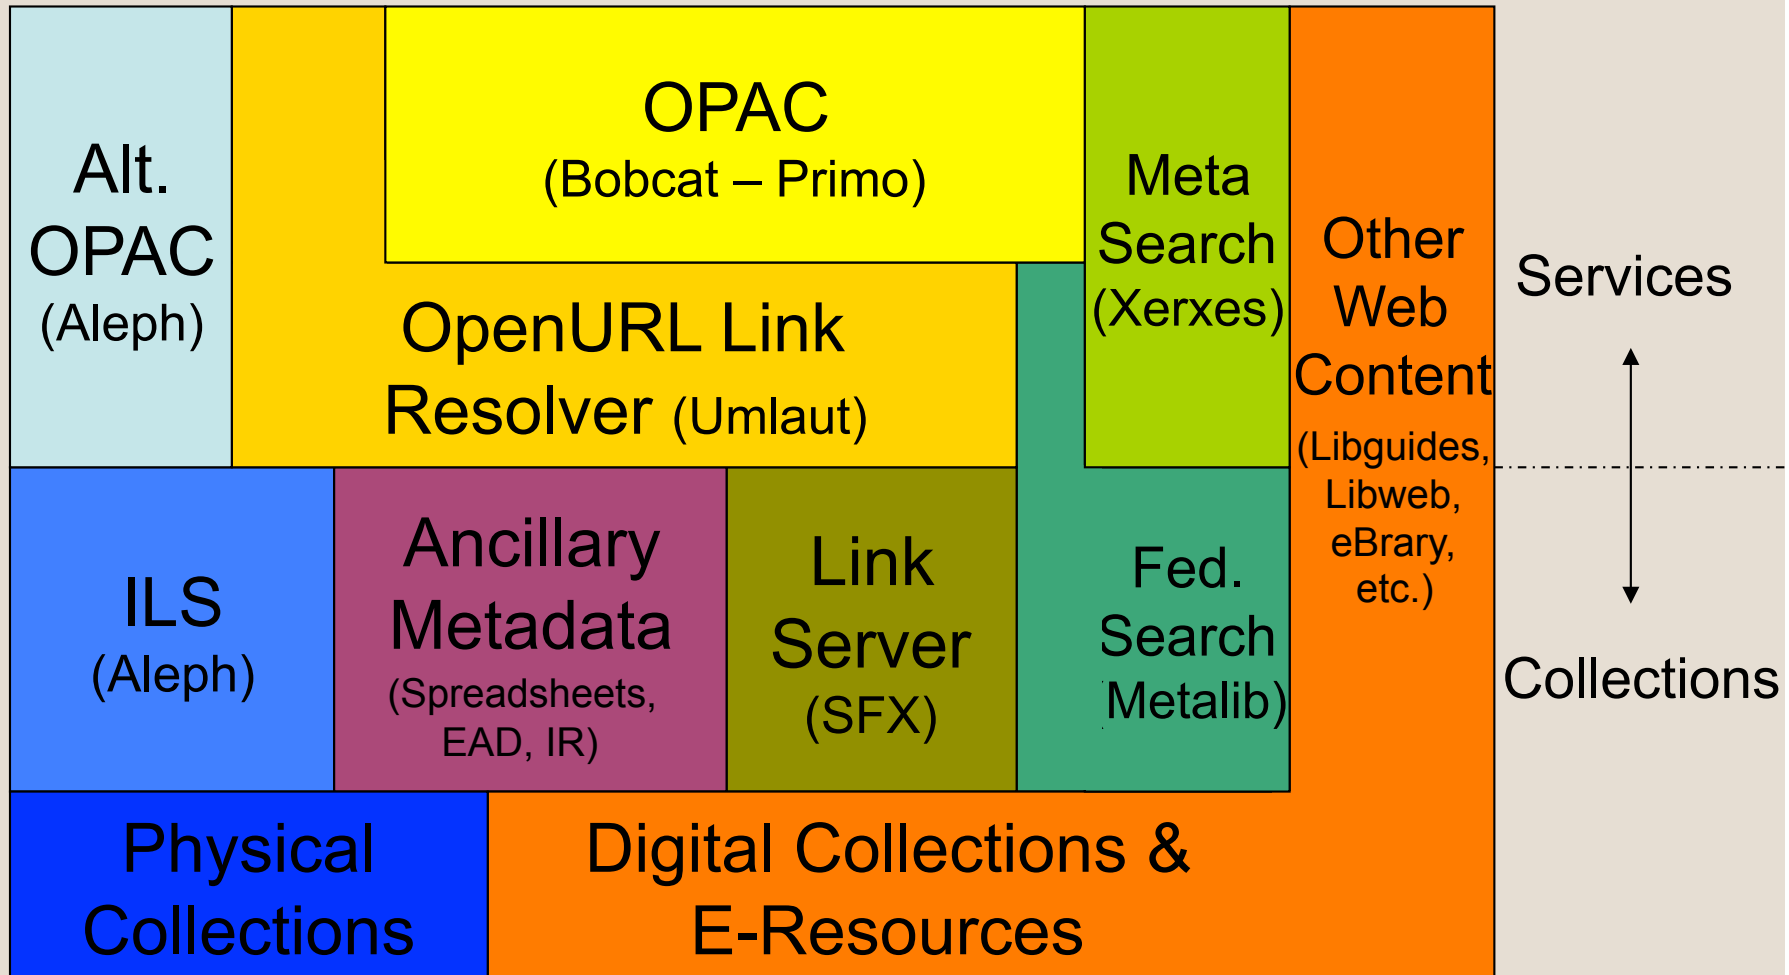 Alt.
OPAC
(Aleph)
OPAC
(Bobcat – Primo)
OpenURL Link
Resolver (Umlaut)
Meta
Search
(Xerxes)
Other
Web
Content
(Libguides,
Libweb,
eBrary,
etc.)
Services
Collections
ILS
(Aleph)
Ancillary
Metadata
(Spreadsheets,
EAD, IR)
Link
Server
(SFX)
Fed.
Search
(Metalib)
Physical
Collections
Digital Collections &
E-Resources